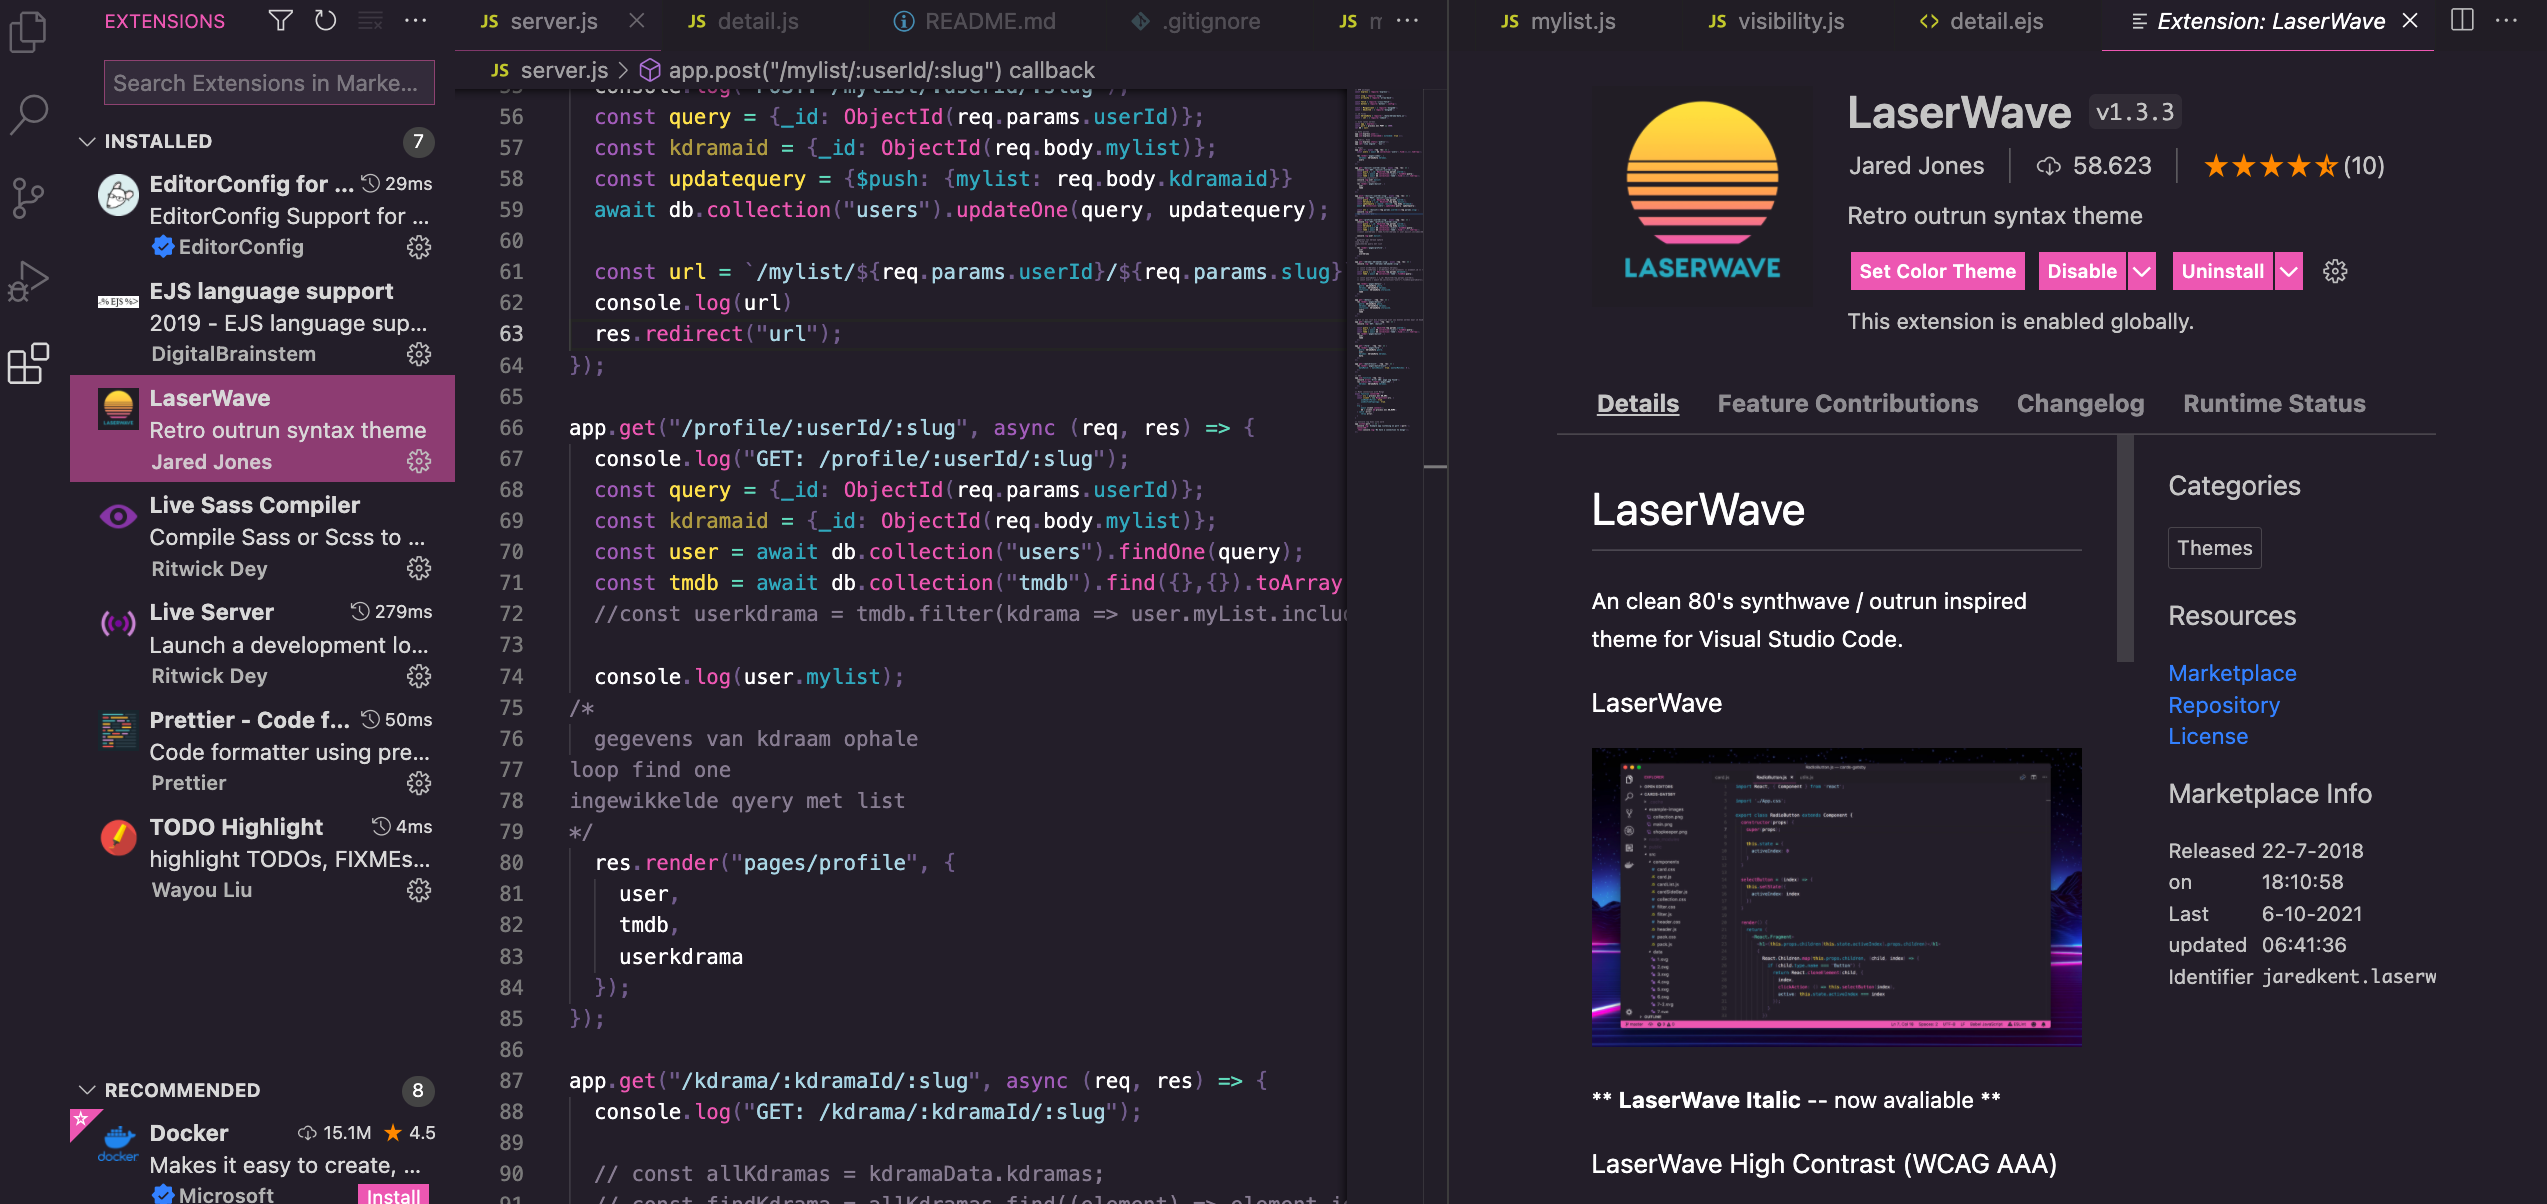 EXTENSIONS
Search Extensions in Marke...
INSTALLED
7
EditorConfig for ... 29ms
EditorConfig Support for ...
EditorConfig
EJS language support
2019 - EJS language sup...
DigitalBrainstem
LaserWave
Retro outrun syntax theme
Jared Jones
Live Sass Compiler
Compile Sass or Scss to ...
Ritwick Dey
Live Server 279ms
Launch a development lo...
Ritwick Dey
Prettier - Code f... 50ms
Code formatter using pre...
Prettier
TODO Highlight 4ms
highlight TODOs, FIXMEs...
Wayou Liu
RECOMMENDED
8
Docker 15.1M 4.5
docker
Makes it easy to create, ...
Microsoft
Install
JS server.js
JS detail.js
README.md
.gitignore
JS m ...
JS server.js > app.post("/mylist/:userId/:slug") callback
55 console.log("POST: /mylist/:userId/:slug");
56 const query = {_id: ObjectId(req.params.userId)};
57 const kdramaid = {_id: ObjectId(req.body.mylist)};
58 const updatequery = {$push: {mylist: req.body.kdramaid}}
59 await db.collection("users").updateOne(query, updatequery);
60
61 const url = `/mylist/${req.params.userId}/${req.params.slug}
62 console.log(url)
63 res.redirect("url");
64 });
65
66 app.get("/profile/:userId/:slug", async (req, res) => {
67 console.log("GET: /profile/:userId/:slug");
68 const query = {_id: ObjectId(req.params.userId)};
69 const kdramaid = {_id: ObjectId(req.body.mylist)};
70 const user = await db.collection("users").findOne(query);
71 const tmdb = await db.collection("tmdb").find({},{}).toArray
72 //const userkdrama = tmdb.filter(kdrama => user.myList.inclu
73
74 console.log(user.mylist);
75 /*
76 gegevens van kdraam ophale
77 loop find one
78 ingewikkelde qyery met list
79 */
80 res.render("pages/profile", {
81 user,
82 tmdb,
83 userkdrama
84 });
85 });
86
87 app.get("/kdrama/:kdramaId/:slug", async (req, res) => {
88 console.log("GET: /kdrama/:kdramaId/:slug");
89
90 // const allKdramas = kdramaData.kdramas;
91 // const findKdrama = allKdramas.find((element) => element.i
JS mylist.js
JS visibility.js
<> detail.ejs
Extension: LaserWave
LASERWAVE
LaserWave v1.3.3
Jared Jones 58.623 (10)
Retro outrun syntax theme
Set Color Theme Disable Uninstall
This extension is enabled globally.
Details Feature Contributions Changelog Runtime Status
LaserWave
An clean 80's synthwave / outrun inspired
theme for Visual Studio Code.
LaserWave
** LaserWave Italic -- now avaliable **
LaserWave High Contrast (WCAG AAA)
Categories
Themes
Resources
Marketplace
Repository
License
Marketplace Info
Released on 22-7-2018 18:10:58
Last updated 6-10-2021 06:41:36
Identifier jaredkent.laserw